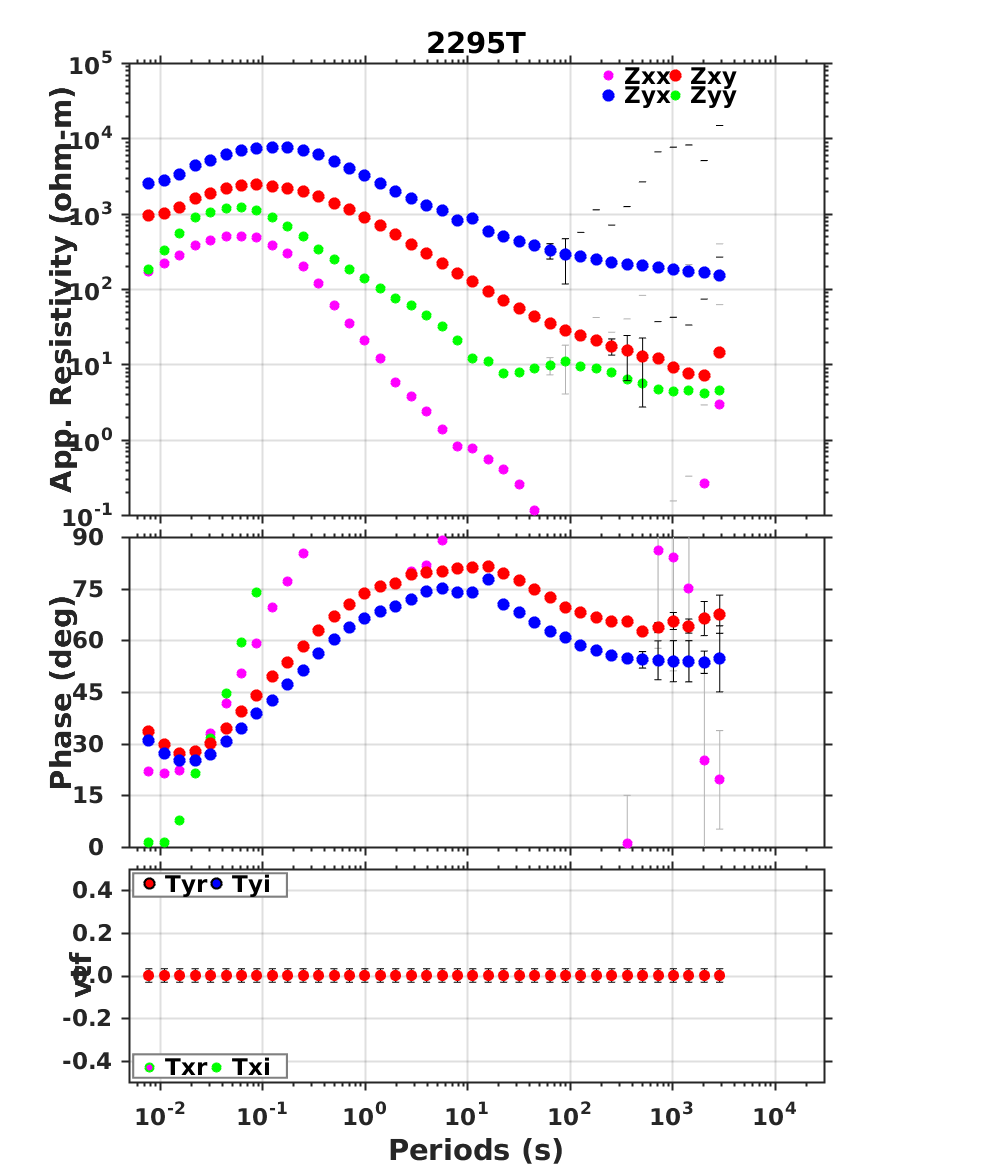 2295T
App. Resistivity (ohm-m)
10^5
10^4
10^3
10^2
10^1
10^0
10^-1
Zxx Zxy
Zyx Zyy
Phase (deg)
90
75
60
45
30
15
0
vtf
0.4
0.2
0.0
-0.2
-0.4
Tyr Tyi
Txr Txi
10^-2 10^-1 10^0 10^1 10^2 10^3 10^4
Periods (s)